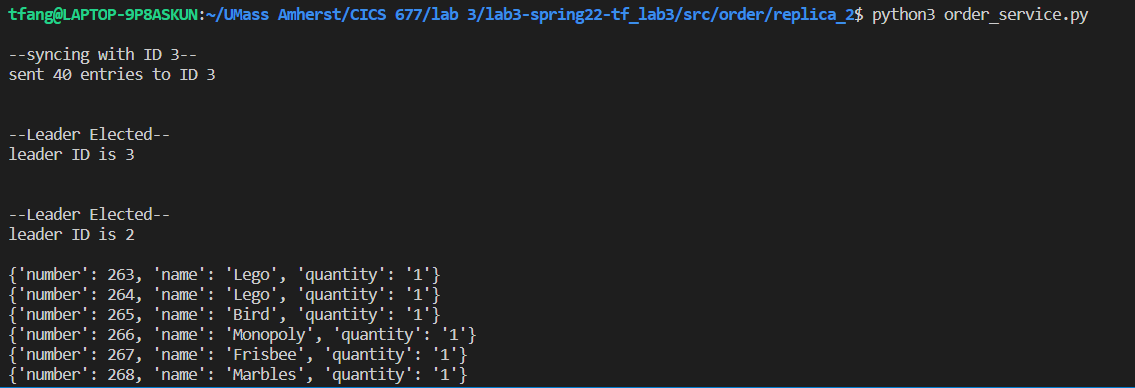 tfang@LAPTOP-9P8ASKUN:~/UMass Amherst/CICS 677/lab 3/lab3-spring22-tf_lab3/src/order/replica_2$ python3 order_service.py
--syncing with ID 3--
sent 40 entries to ID 3
--Leader Elected--
leader ID is 3
--Leader Elected--
leader ID is 2
{'number': 263, 'name': 'Lego', 'quantity': '1'}
{'number': 264, 'name': 'Lego', 'quantity': '1'}
{'number': 265, 'name': 'Bird', 'quantity': '1'}
{'number': 266, 'name': 'Monopoly', 'quantity': '1'}
{'number': 267, 'name': 'Frisbee', 'quantity': '1'}
{'number': 268, 'name': 'Marbles', 'quantity': '1'}